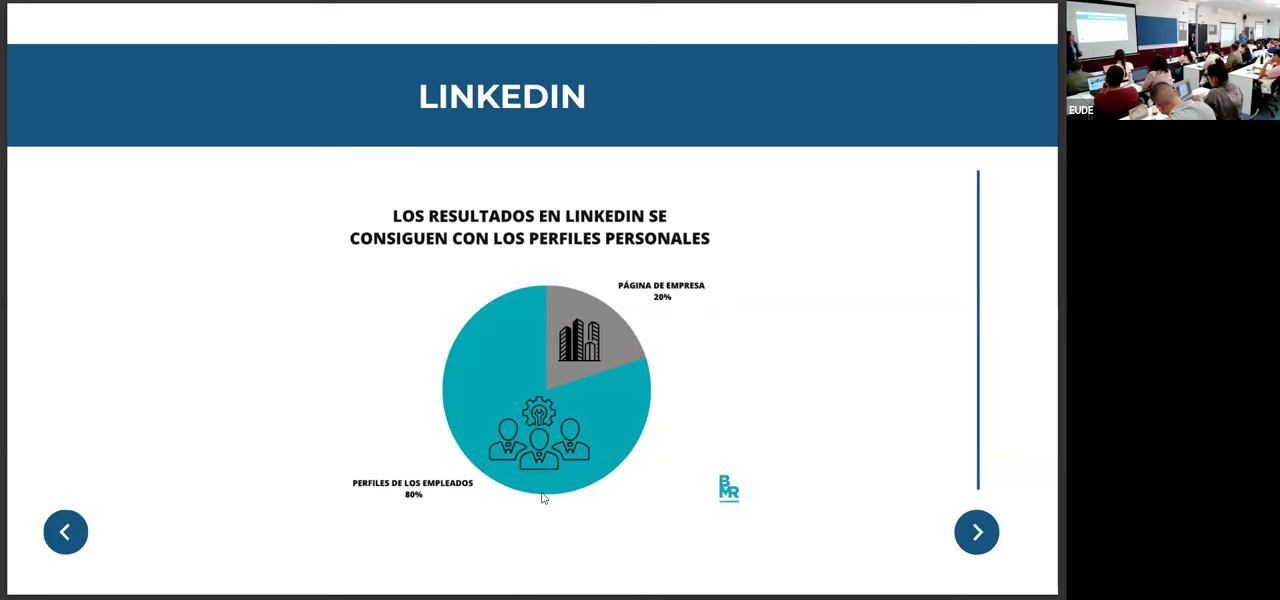 LINKEDIN
LOS RESULTADOS EN LINKEDIN SE
CONSIGUEN CON LOS PERFILES PERSONALES
PÁGINA DE EMPRESA
20%
PERFILES DE LOS EMPLEADOS
80%
BMR
EUDE